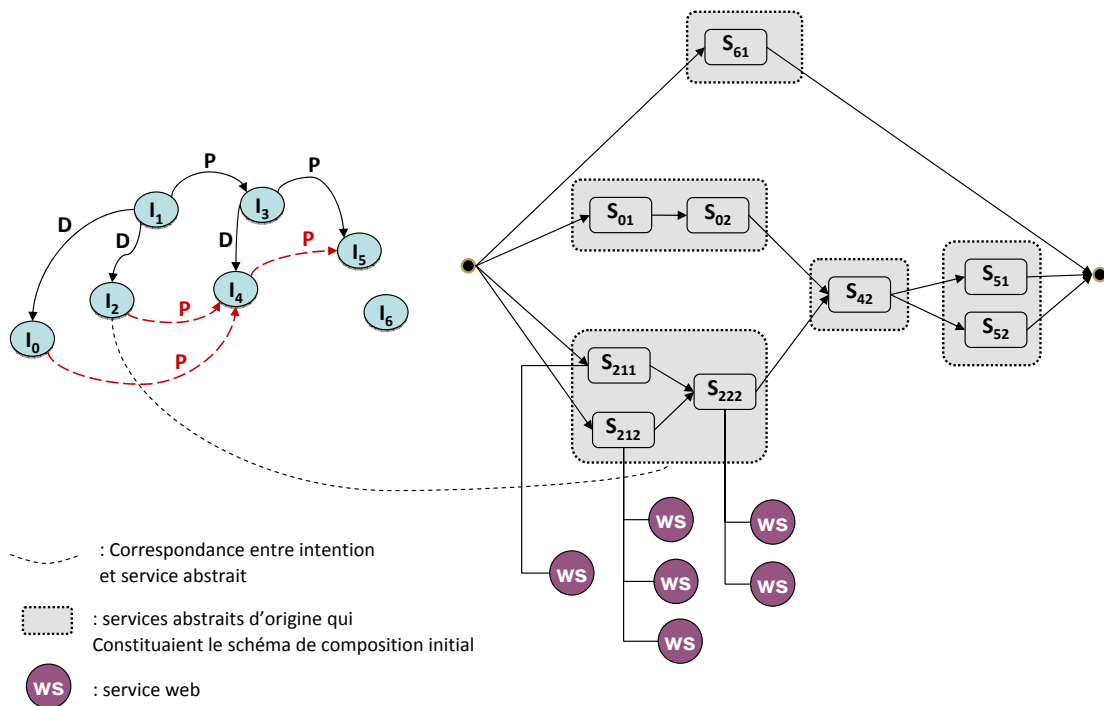 S61
P
P
I1
I3
S01
S02
D
D
D
P
I5
S51
I2
I4
S42
P
I6
S52
I0
P
S211
S222
S212
ws
ws
: Correspondance entre intention
et service abstrait
ws
ws
ws
: services abstraits d’origine qui
Constituaient le schéma de composition initial
ws
ws
: service web